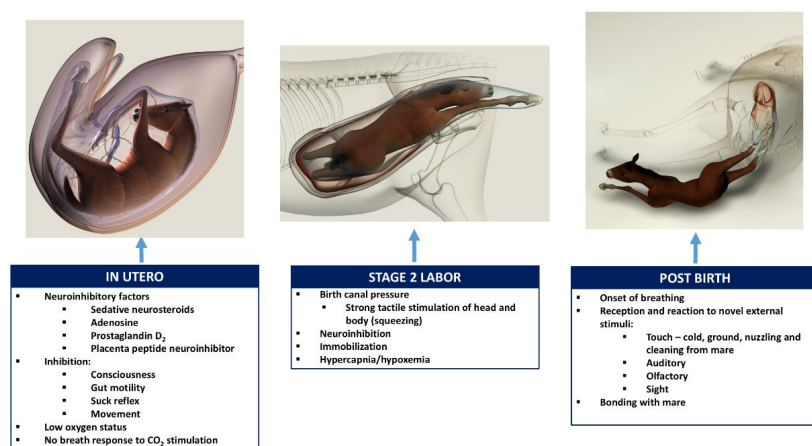 IN UTERO
▪ Neuroinhibitory factors
▪ Sedative neurosteroids
▪ Adenosine
▪ Prostaglandin D₂
▪ Placenta peptide neuroinhibitor
▪ Inhibition:
▪ Consciousness
▪ Gut motility
▪ Suck reflex
▪ Movement
▪ Low oxygen status
▪ No breath response to CO₂ stimulation
STAGE 2 LABOR
▪ Birth canal pressure
▪ Strong tactile stimulation of head and
body (squeezing)
▪ Neuroinhibition
▪ Immobilization
▪ Hypercapnia/hypoxemia
POST BIRTH
▪ Onset of breathing
▪ Reception and reaction to novel external
stimuli:
▪ Touch – cold, ground, nuzzling and
cleaning from mare
▪ Auditory
▪ Olfactory
▪ Sight
▪ Bonding with mare